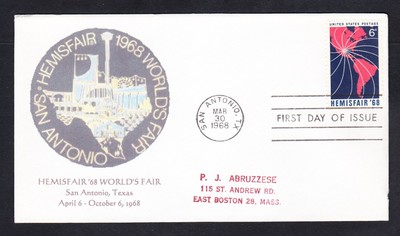 SAN ANTONIO · HEMISFAIR · 1968 WORLD'S FAIR
HEMISFAIR '68 WORLD'S FAIR
San Antonio, Texas
April 6 - October 6, 1968
SAN ANTONIO, TX
MAR
30
1968
UNITED STATES POSTAGE
6¢
HEMISFAIR '68
FIRST DAY OF ISSUE
P. J. ABRUZZESE
115 ST. ANDREW RD.
EAST BOSTON 28, MASS.